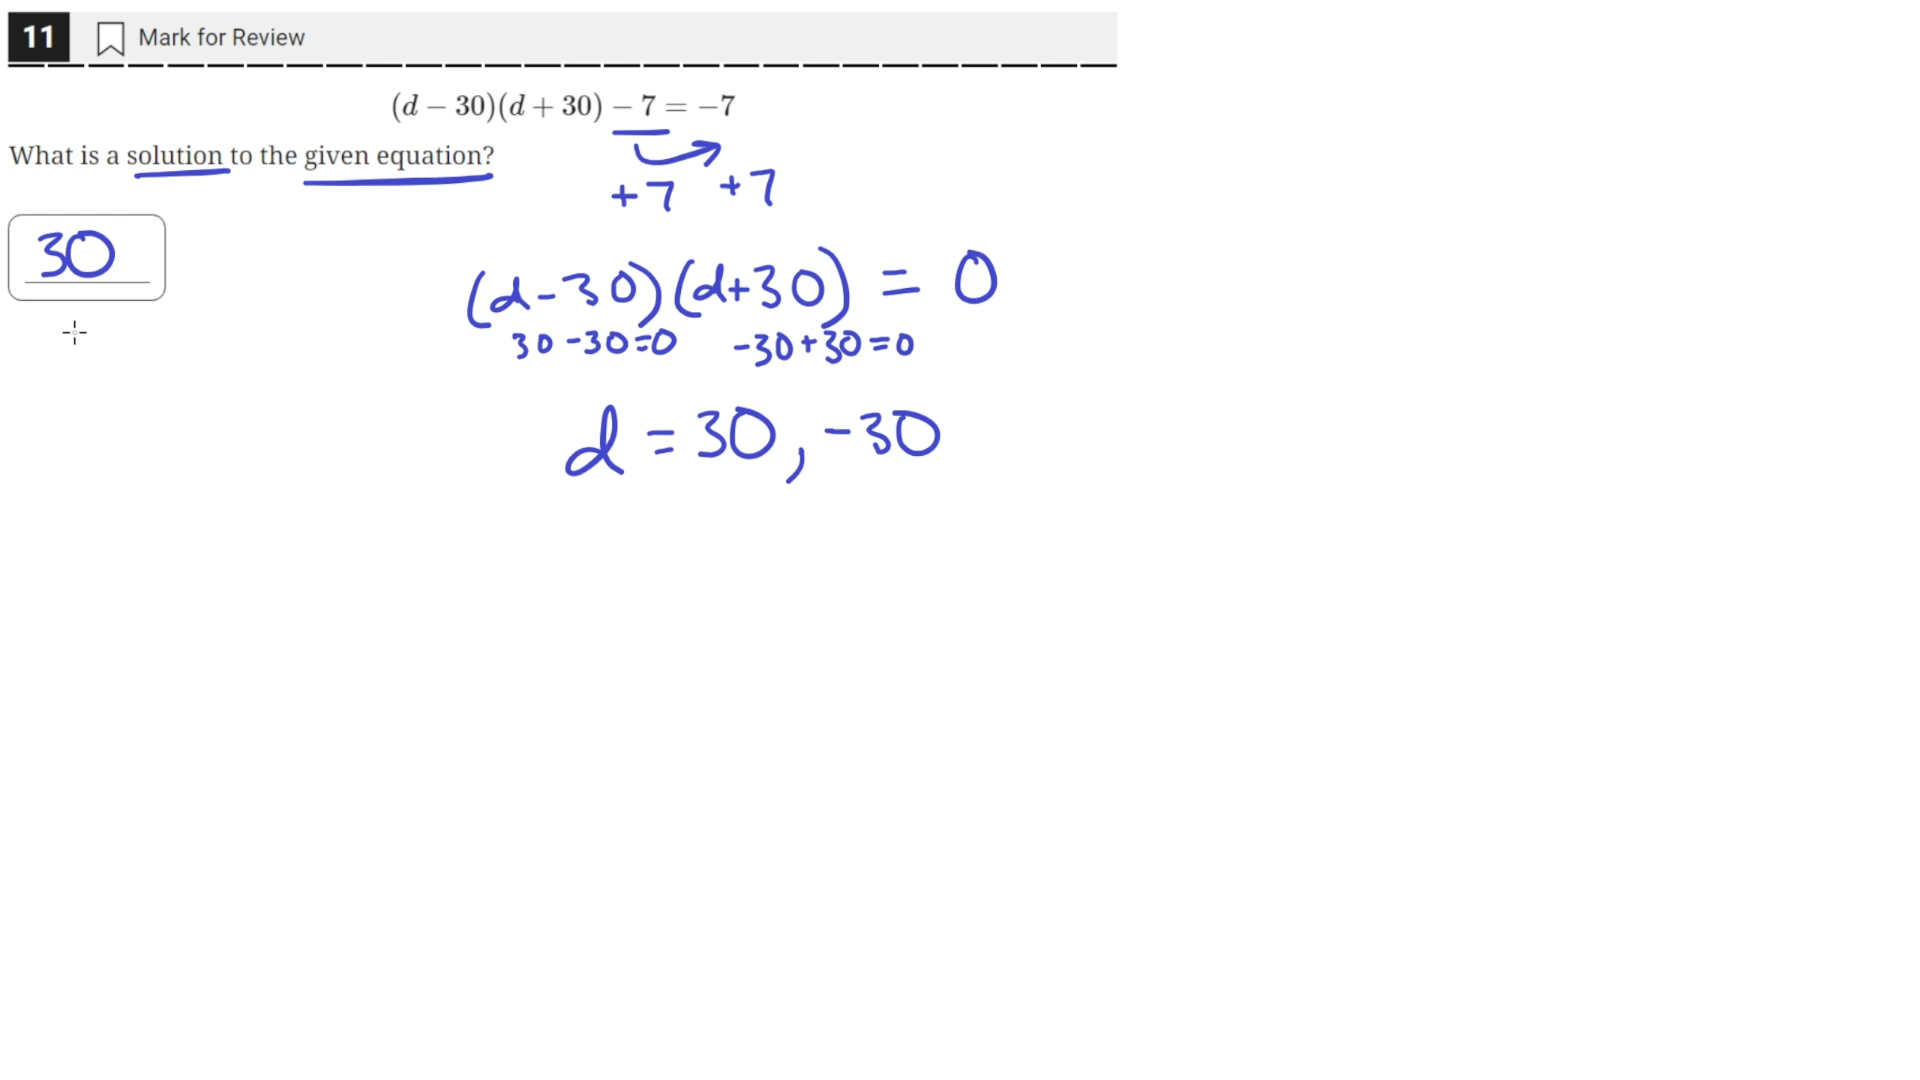 11 Mark for Review
(d − 30)(d + 30) − 7 = −7
What is a solution to the given equation?
+7 +7
30
(d-30)(d+30) = 0
30-30=0 -30+30=0
d = 30, -30